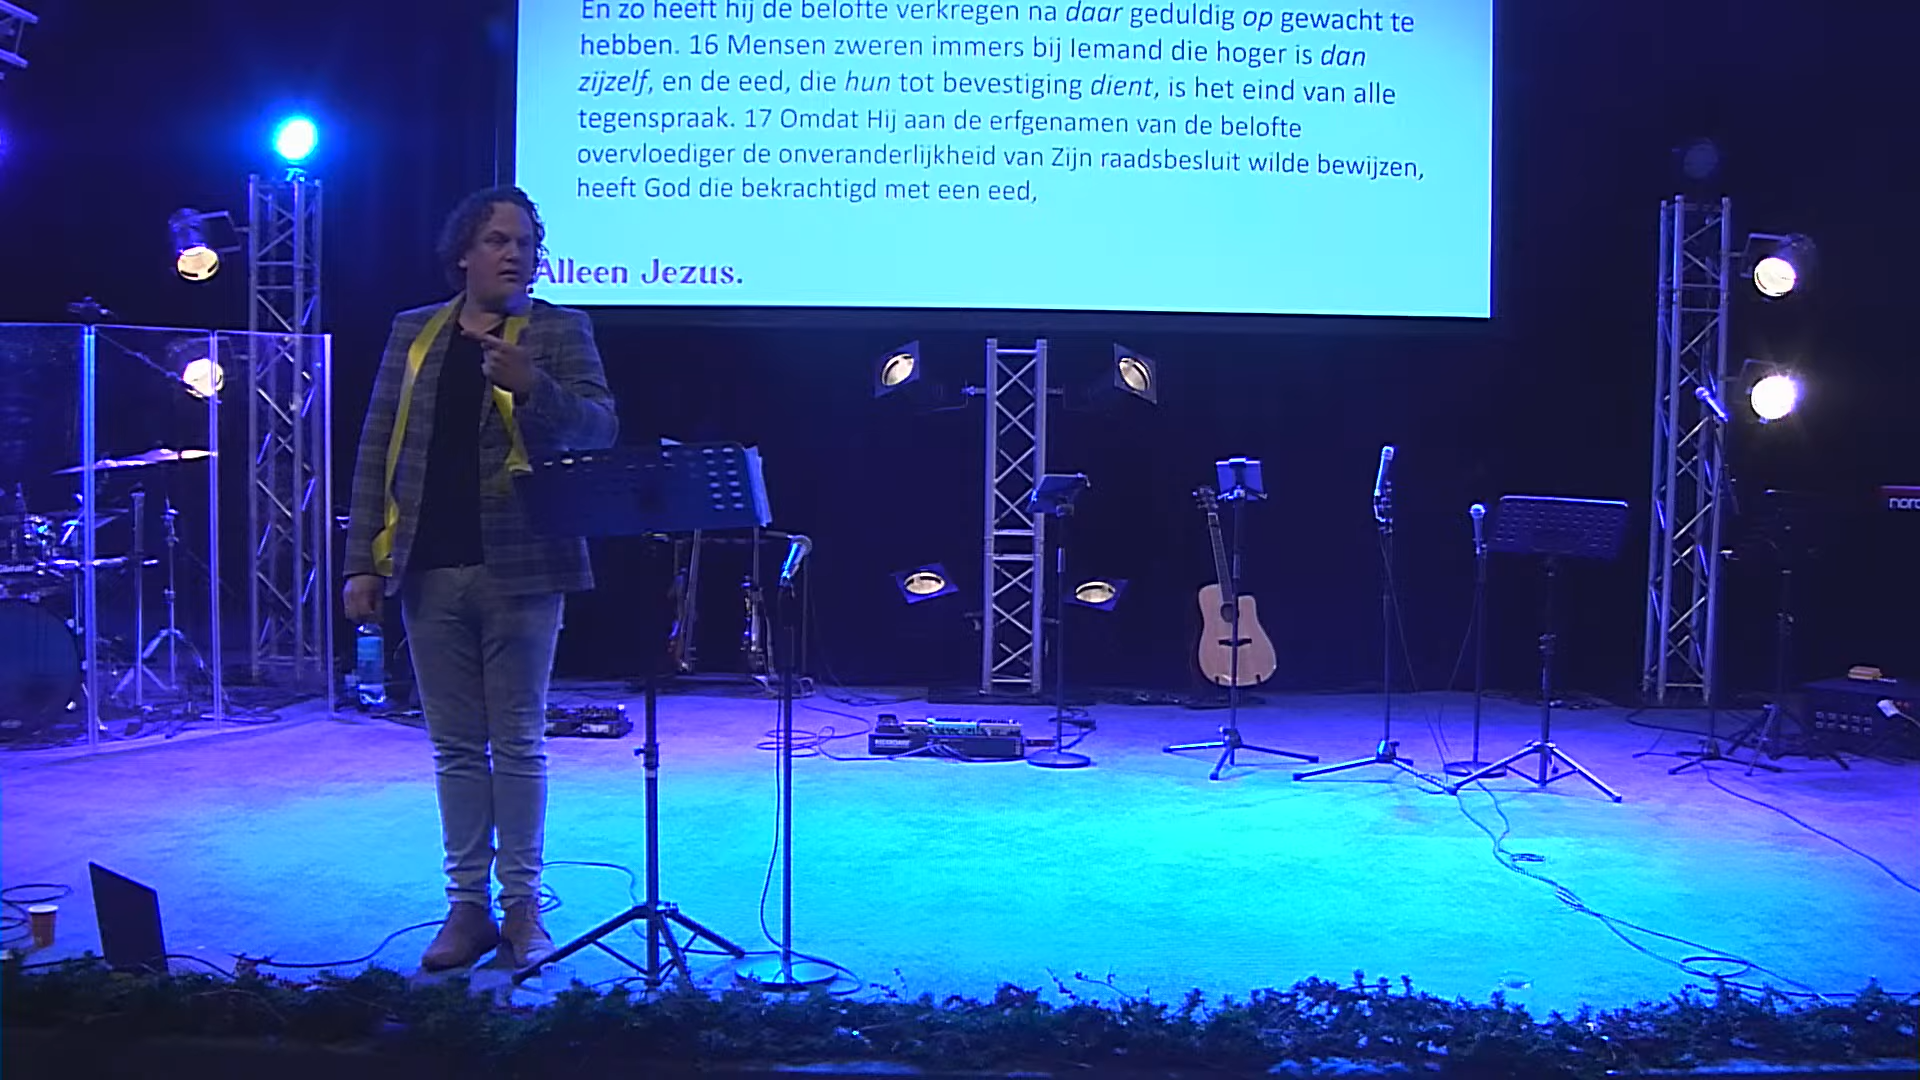 En zo heeft hij de belofte verkregen na daar geduldig op gewacht te
hebben. 16 Mensen zweren immers bij Iemand die hoger is dan
zijzelf, en de eed, die hun tot bevestiging dient, is het eind van alle
tegenspraak. 17 Omdat Hij aan de erfgenamen van de belofte
overvloediger de onveranderlijkheid van Zijn raadsbesluit wilde bewijzen,
heeft God die bekrachtigd met een eed,
Alleen Jezus.